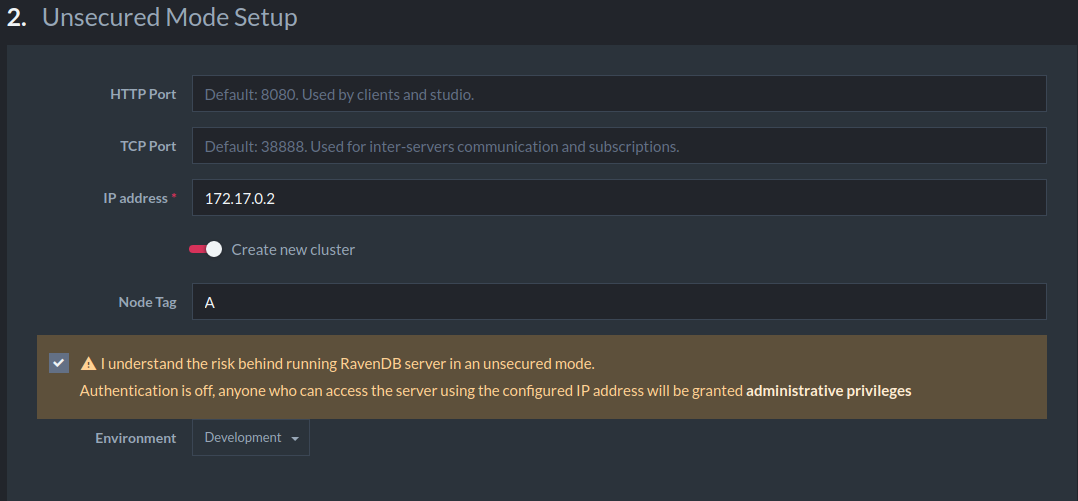 2. Unsecured Mode Setup
HTTP Port Default: 8080. Used by clients and studio.
TCP Port Default: 38888. Used for inter-servers communication and subscriptions.
IP address * 172.17.0.2
Create new cluster
Node Tag A
I understand the risk behind running RavenDB server in an unsecured mode.
Authentication is off, anyone who can access the server using the configured IP address will be granted administrative privileges
Environment Development